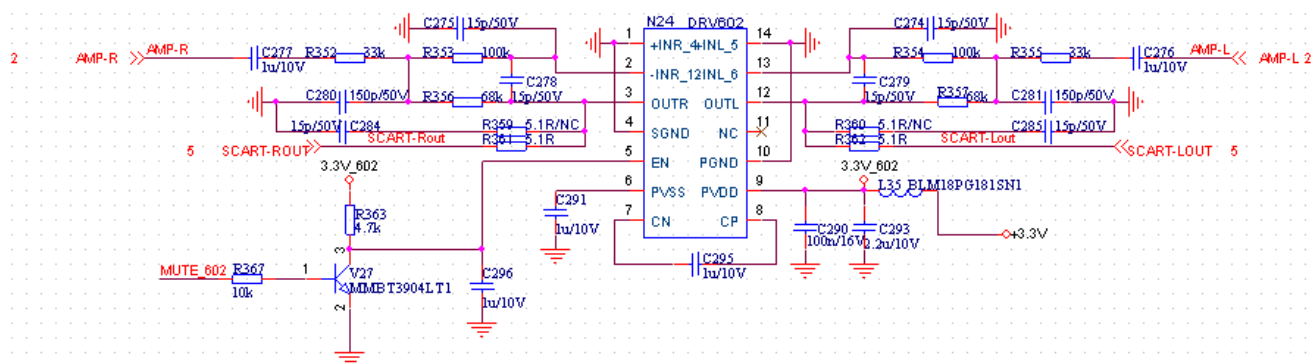 C275 15p/50V
N24 DRV602
C274 15p/50V
1 +INR_4 +INL_5 14
2 AMP-R AMP-R C277 R352 33k R353 100k
1u/10V
R354 100k R355 33k C276 AMP-L AMP-L 2
1u/10V
2 -INR_1 2INL_6 13
C278
15p/50V
C279
15p/50V
C280 150p/50V R356 68k
3 OUTR OUTL 12
R357 68k C281 150p/50V
15p/50V C284 R359 5.1R/NC
4 SGND NC 11
R360 5.1R/NC C285 15p/50V
5 SCART-ROUT SCART-Rout R361 5.1R
R362 5.1R SCART-Lout SCART-LOUT 5
5 EN PGND 10
3.3V_602
3.3V_602
6 PVSS PVDD 9
L35 BLM18PG181SN1
C291
1u/10V
7 CN CP 8
R363
4.7k
C290
100n/16V
C293
2.2u/10V
+3.3V
3
C295
1u/10V
MUTE_602 R367
10k
1
V27
MMBT3904LT1
2
C296
1u/10V